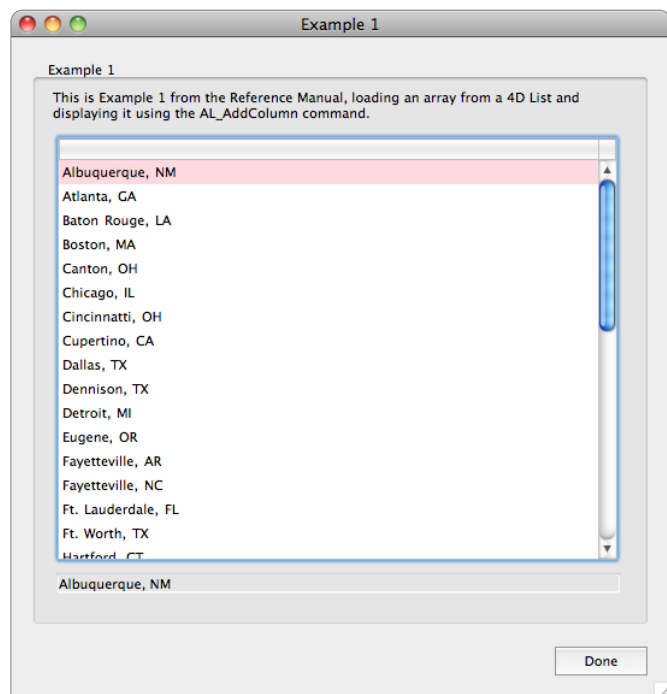 Example 1
Example 1
This is Example 1 from the Reference Manual, loading an array from a 4D List and
displaying it using the AL_AddColumn command.
Albuquerque, NM
Atlanta, GA
Baton Rouge, LA
Boston, MA
Canton, OH
Chicago, IL
Cincinnatti, OH
Cupertino, CA
Dallas, TX
Dennison, TX
Detroit, MI
Eugene, OR
Fayetteville, AR
Fayetteville, NC
Ft. Lauderdale, FL
Ft. Worth, TX
Hartford, CT
Albuquerque, NM
Done